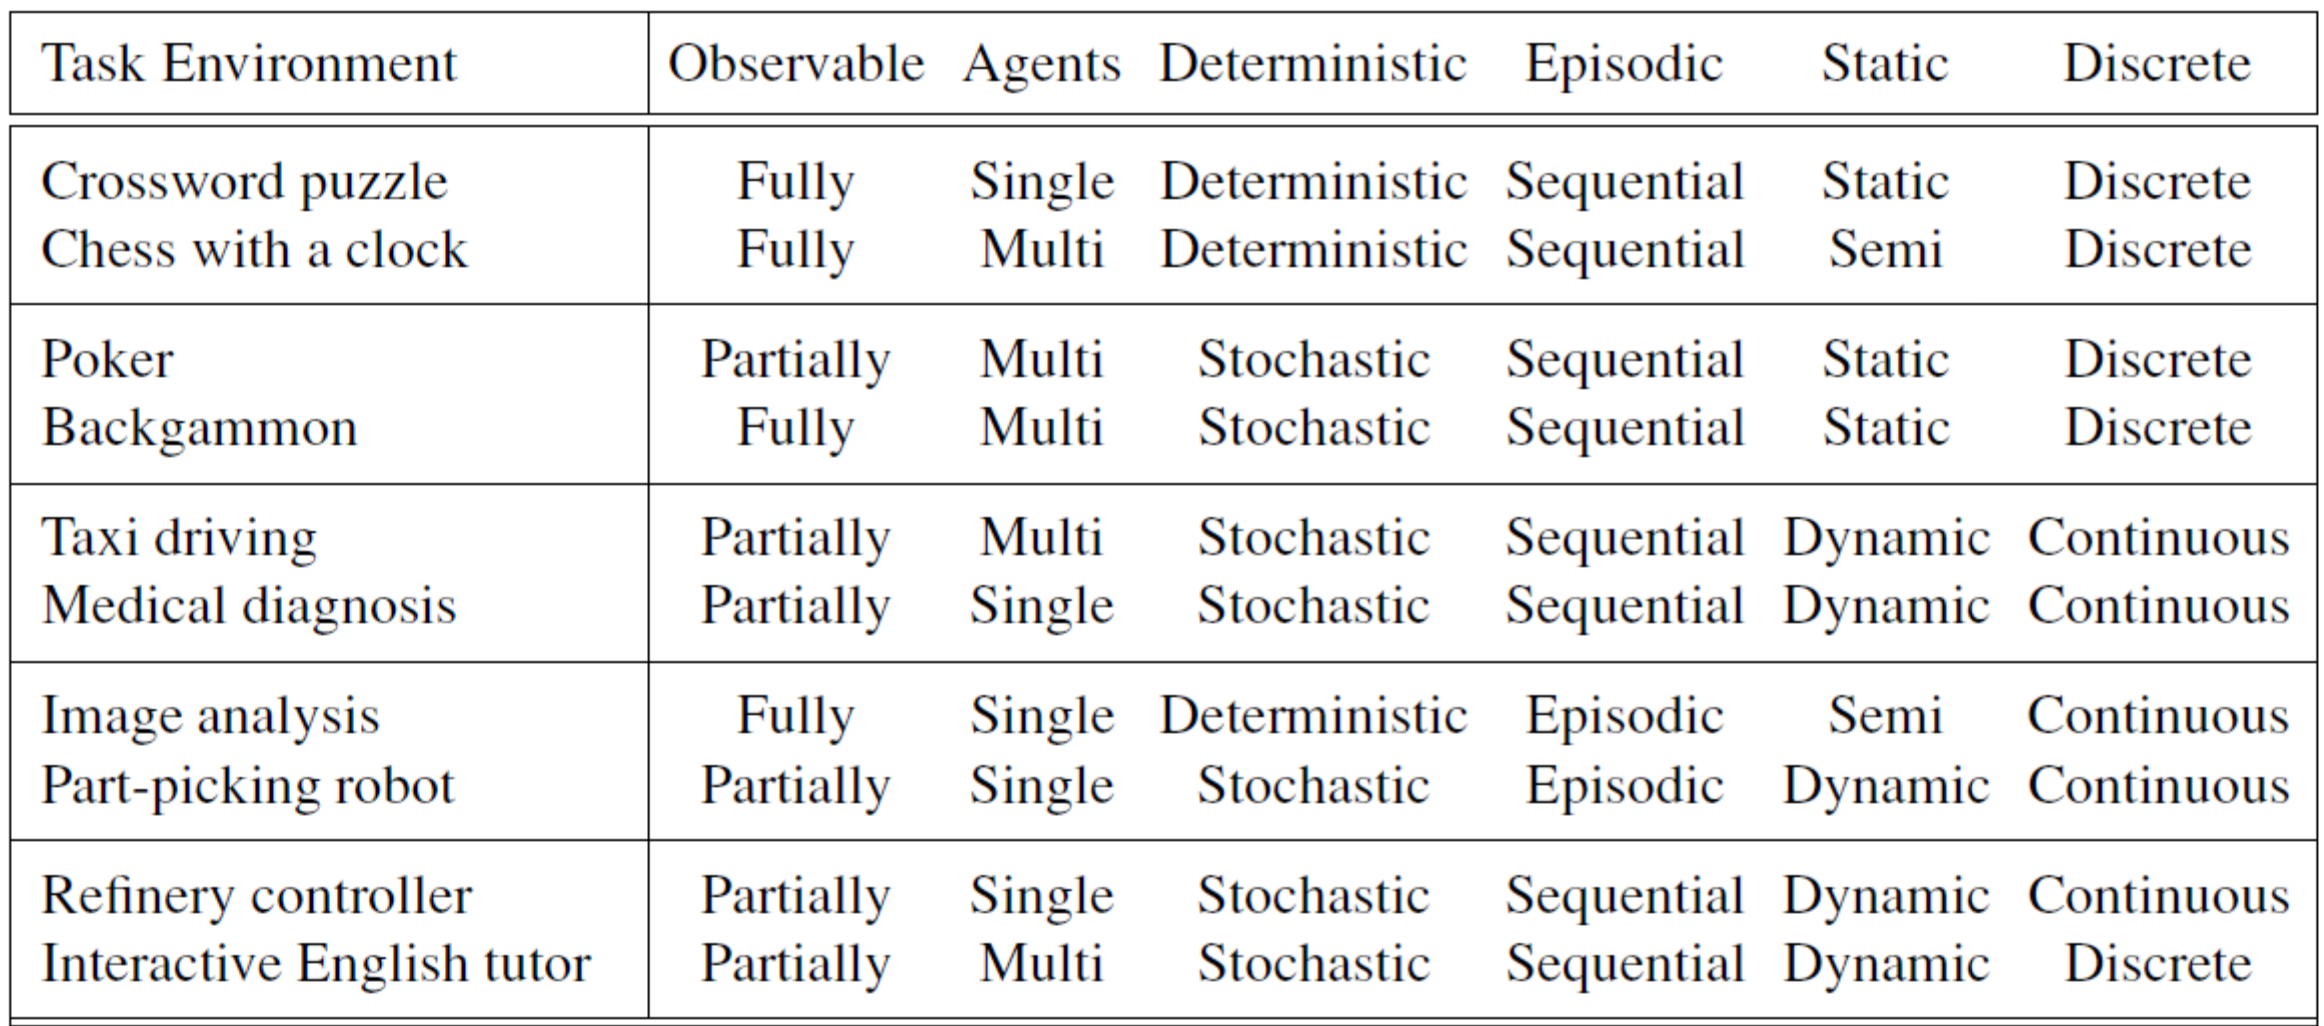 Task Environment Observable Agents Deterministic Episodic Static Discrete
Crossword puzzle Fully Single Deterministic Sequential Static Discrete
Chess with a clock Fully Multi Deterministic Sequential Semi Discrete
Poker Partially Multi Stochastic Sequential Static Discrete
Backgammon Fully Multi Stochastic Sequential Static Discrete
Taxi driving Partially Multi Stochastic Sequential Dynamic Continuous
Medical diagnosis Partially Single Stochastic Sequential Dynamic Continuous
Image analysis Fully Single Deterministic Episodic Semi Continuous
Part-picking robot Partially Single Stochastic Episodic Dynamic Continuous
Refinery controller Partially Single Stochastic Sequential Dynamic Continuous
Interactive English tutor Partially Multi Stochastic Sequential Dynamic Discrete